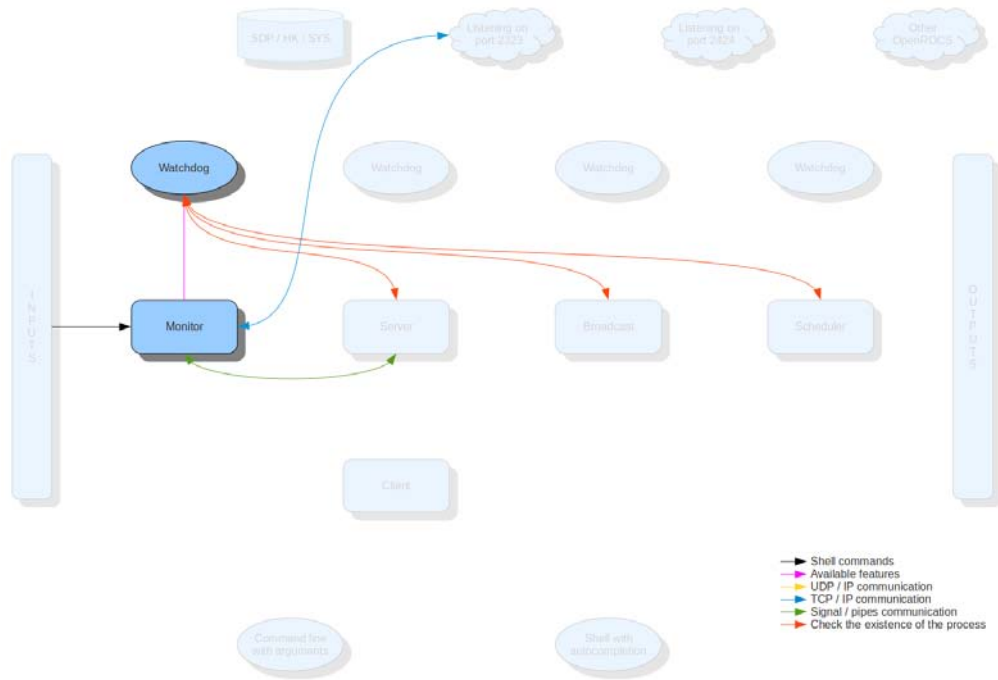 SDP / HK / SYS
Listening on
port 2323
Listening on
port 2424
Other
OpenROCS
Watchdog
Watchdog
Watchdog
Watchdog
INPUTS
Monitor
Server
Broadcast
Scheduler
OUTPUTS
Client
Shell commands
Available features
UDP / IP communication
TCP / IP communication
Signal / pipes communication
Check the existence of the process
Command line
with arguments
Shell with
autocompletion